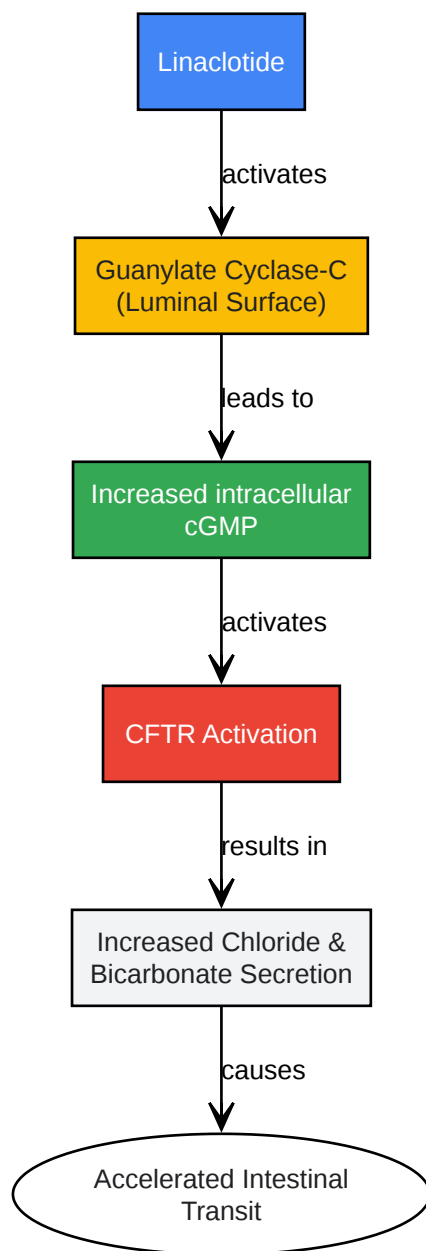 Linaclotide
activates
Guanylate Cyclase-C
(Luminal Surface)
leads to
Increased intracellular
cGMP
activates
CFTR Activation
results in
Increased Chloride &
Bicarbonate Secretion
causes
Accelerated Intestinal
Transit